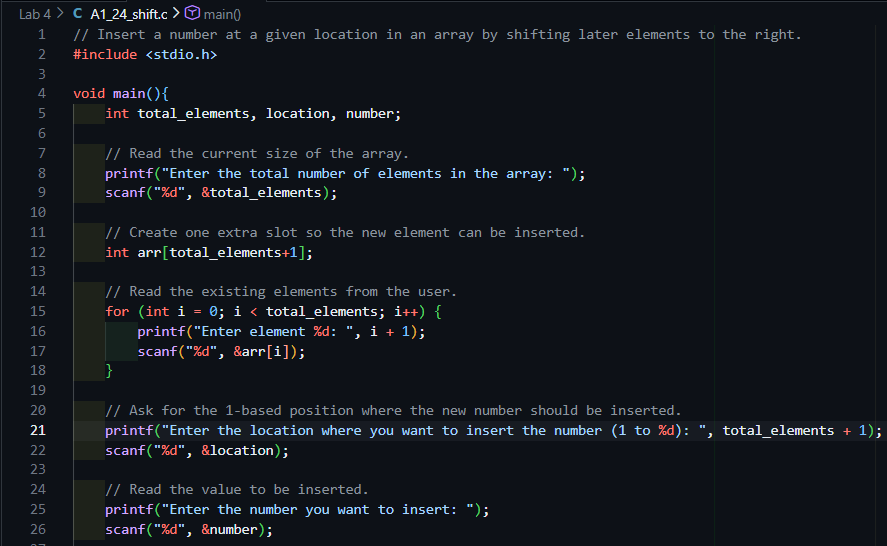 Lab 4 > C A1_24_shift.c > main()
1 // Insert a number at a given location in an array by shifting later elements to the right.
2 #include <stdio.h>
3
4 void main(){
5 int total_elements, location, number;
6
7 // Read the current size of the array.
8 printf("Enter the total number of elements in the array: ");
9 scanf("%d", &total_elements);
10
11 // Create one extra slot so the new element can be inserted.
12 int arr[total_elements+1];
13
14 // Read the existing elements from the user.
15 for (int i = 0; i < total_elements; i++) {
16 printf("Enter element %d: ", i + 1);
17 scanf("%d", &arr[i]);
18 }
19
20 // Ask for the 1-based position where the new number should be inserted.
21 printf("Enter the location where you want to insert the number (1 to %d): ", total_elements + 1);
22 scanf("%d", &location);
23
24 // Read the value to be inserted.
25 printf("Enter the number you want to insert: ");
26 scanf("%d", &number);